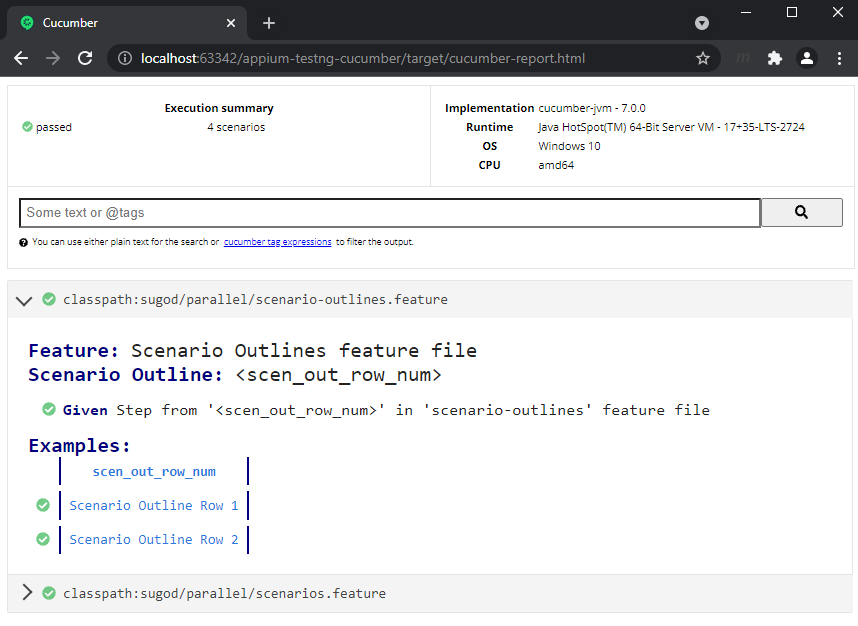 Cucumber
localhost:63342/appium-testng-cucumber/target/cucumber-report.html
Execution summary
passed
4 scenarios
Implementation cucumber-jvm - 7.0.0
Runtime Java HotSpot(TM) 64-Bit Server VM - 17+35-LTS-2724
OS Windows 10
CPU amd64
Some text or @tags
You can use either plain text for the search or cucumber tag expressions to filter the output.
classpath:sugod/parallel/scenario-outlines.feature
Feature: Scenario Outlines feature file
Scenario Outline: <scen_out_row_num>
Given Step from '<scen_out_row_num>' in 'scenario-outlines' feature file
Examples:
scen_out_row_num
Scenario Outline Row 1
Scenario Outline Row 2
classpath:sugod/parallel/scenarios.feature